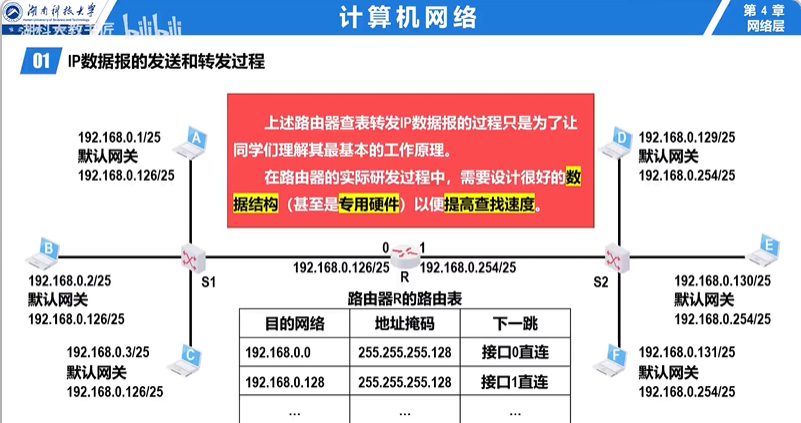 湖南科技大学
湖科大教书匠 bilibili
计算机网络
第 4 章
网络层
01 IP数据报的发送和转发过程
上述路由器查表转发IP数据报的过程只是为了让
同学们理解其最基本的工作原理。
在路由器的实际研发过程中，需要设计很好的数
据结构（甚至是专用硬件）以便提高查找速度。
192.168.0.1/25
默认网关
192.168.0.126/25
A
D
192.168.0.129/25
默认网关
192.168.0.254/25
B
192.168.0.2/25
默认网关
192.168.0.126/25
S1
0
1
192.168.0.126/25
R
192.168.0.254/25
S2
E
192.168.0.130/25
默认网关
192.168.0.254/25
192.168.0.3/25
默认网关
192.168.0.126/25
C
F
192.168.0.131/25
默认网关
192.168.0.254/25
路由器R的路由表
目的网络 地址掩码 下一跳
192.168.0.0 255.255.255.128 接口0直连
192.168.0.128 255.255.255.128 接口1直连
... ... ...